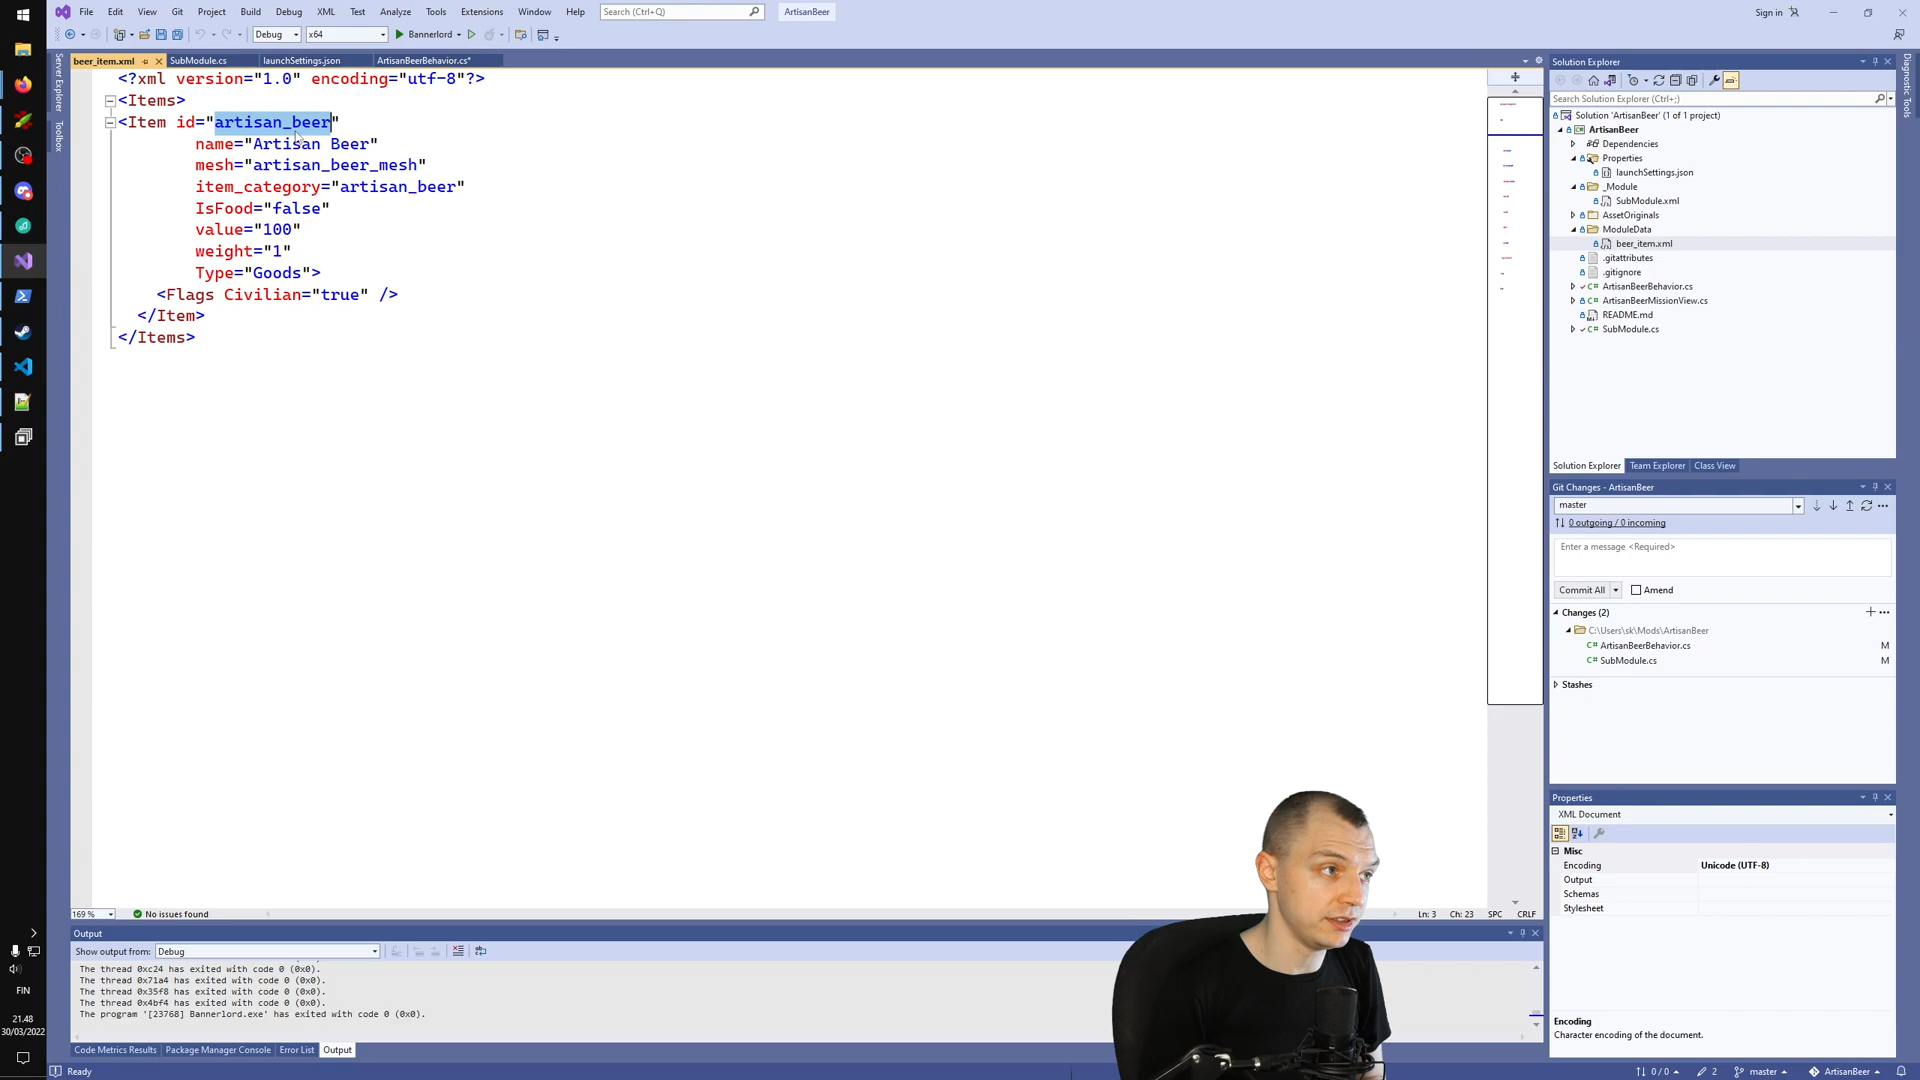 File Edit View Git Project Build Debug XML Test Analyze Tools Extensions Window Help Search (Ctrl+Q) ArtisanBeer Sign in
Debug x64 Bannerlord
beer_item.xml SubModule.cs launchSettings.json ArtisanBeerBehavior.cs*
Server Explorer
Toolbox
<?xml version="1.0" encoding="utf-8"?>
<Items>
<Item id="artisan_beer"
name="Artisan Beer"
mesh="artisan_beer_mesh"
item_category="artisan_beer"
IsFood="false"
value="100"
weight="1"
Type="Goods">
<Flags Civilian="true" />
</Item>
</Items>
169 % No issues found Ln: 3 Ch: 23 SPC CRLF
Output
Show output from: Debug
The thread 0xc24 has exited with code 0 (0x0).
The thread 0x71a4 has exited with code 0 (0x0).
The thread 0x35f8 has exited with code 0 (0x0).
The thread 0x4bf4 has exited with code 0 (0x0).
The program '[23768] Bannerlord.exe' has exited with code 0 (0x0).
Code Metrics Results Package Manager Console Error List Output
Ready
Solution Explorer
Search Solution Explorer (Ctrl+;)
Solution 'ArtisanBeer' (1 of 1 project)
ArtisanBeer
Dependencies
Properties
launchSettings.json
_Module
SubModule.xml
AssetOriginals
ModuleData
beer_item.xml
.gitattributes
.gitignore
C# ArtisanBeerBehavior.cs
C# ArtisanBeerMissionView.cs
README.md
C# SubModule.cs
Solution Explorer Team Explorer Class View
Git Changes - ArtisanBeer
master
0 outgoing / 0 incoming
Enter a message <Required>
Commit All Amend
Changes (2)
C:\Users\sk\Mods\ArtisanBeer
C# ArtisanBeerBehavior.cs M
C# SubModule.cs M
Stashes
Properties
XML Document
Misc
Encoding Unicode (UTF-8)
Output
Schemas
Stylesheet
Encoding
Character encoding of the document.
0 / 0 2 master ArtisanBeer
Diagnostic Tools
FIN
21.48
30/03/2022